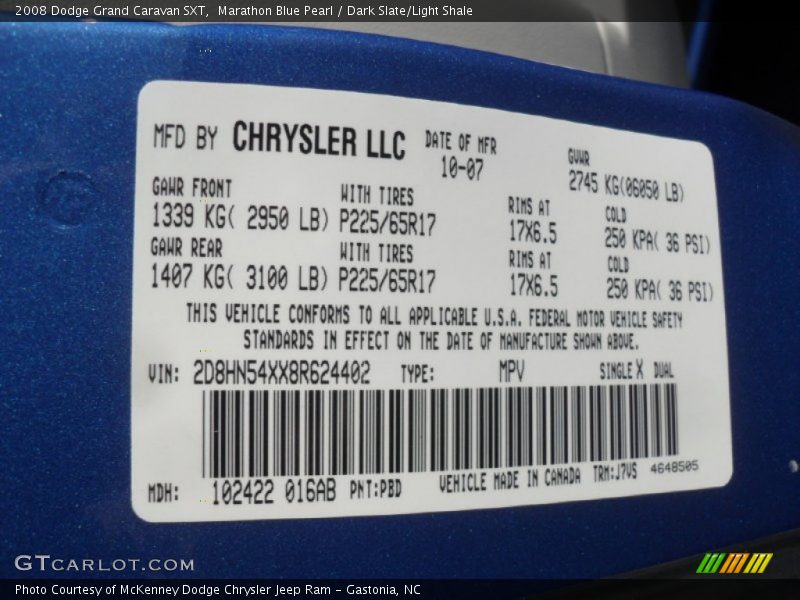 2008 Dodge Grand Caravan SXT, Marathon Blue Pearl / Dark Slate/Light Shale
MFD BY CHRYSLER LLC DATE OF MFR GVWR
10-07 2745 KG(06050 LB)
GAWR FRONT WITH TIRES RIMS AT COLD
1339 KG( 2950 LB) P225/65R17 17X6.5 250 KPA( 36 PSI)
GAWR REAR WITH TIRES RIMS AT COLD
1407 KG( 3100 LB) P225/65R17 17X6.5 250 KPA( 36 PSI)
THIS VEHICLE CONFORMS TO ALL APPLICABLE U.S.A. FEDERAL MOTOR VEHICLE SAFETY
STANDARDS IN EFFECT ON THE DATE OF MANUFACTURE SHOWN ABOVE.
VIN: 2D8HN54XX8R624402 TYPE: MPV SINGLE X DUAL
MDH: 102422 016AB PNT:PBD VEHICLE MADE IN CANADA TRM:J7VS 4648505
GTCARLOT.COM
Photo Courtesy of McKenney Dodge Chrysler Jeep Ram - Gastonia, NC